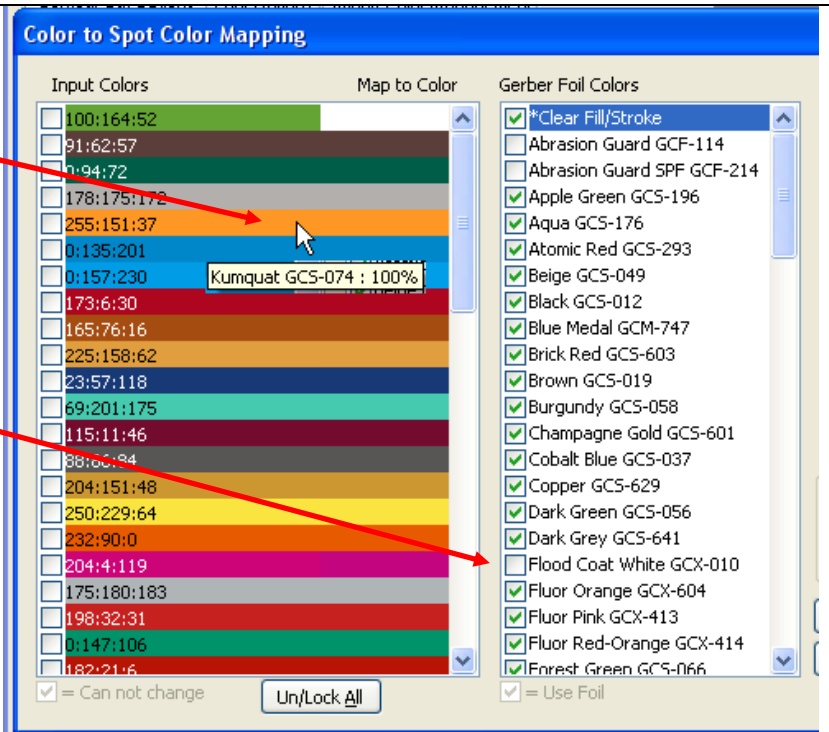 Color to Spot Color Mapping
Input Colors
Map to Color
Gerber Foil Colors
100:164:52
91:62:57
0:94:72
178:175:172
255:151:37
0:135:201
0:157:230
Kumquat GCS-074 : 100%
173:6:30
165:76:16
225:158:62
23:57:118
69:201:175
115:11:46
88:86:84
204:151:48
250:229:64
232:90:0
204:4:119
175:180:183
198:32:31
0:147:106
182:21:6
= Can not change
Un/Lock All
*Clear Fill/Stroke
Abrasion Guard GCF-114
Abrasion Guard SPF GCF-214
Apple Green GCS-196
Aqua GCS-176
Atomic Red GCS-293
Beige GCS-049
Black GCS-012
Blue Medal GCM-747
Brick Red GCS-603
Brown GCS-019
Burgundy GCS-058
Champagne Gold GCS-601
Cobalt Blue GCS-037
Copper GCS-629
Dark Green GCS-056
Dark Grey GCS-641
Flood Coat White GCX-010
Fluor Orange GCX-604
Fluor Pink GCX-413
Fluor Red-Orange GCX-414
Forest Green GCS-066
= Use Foil